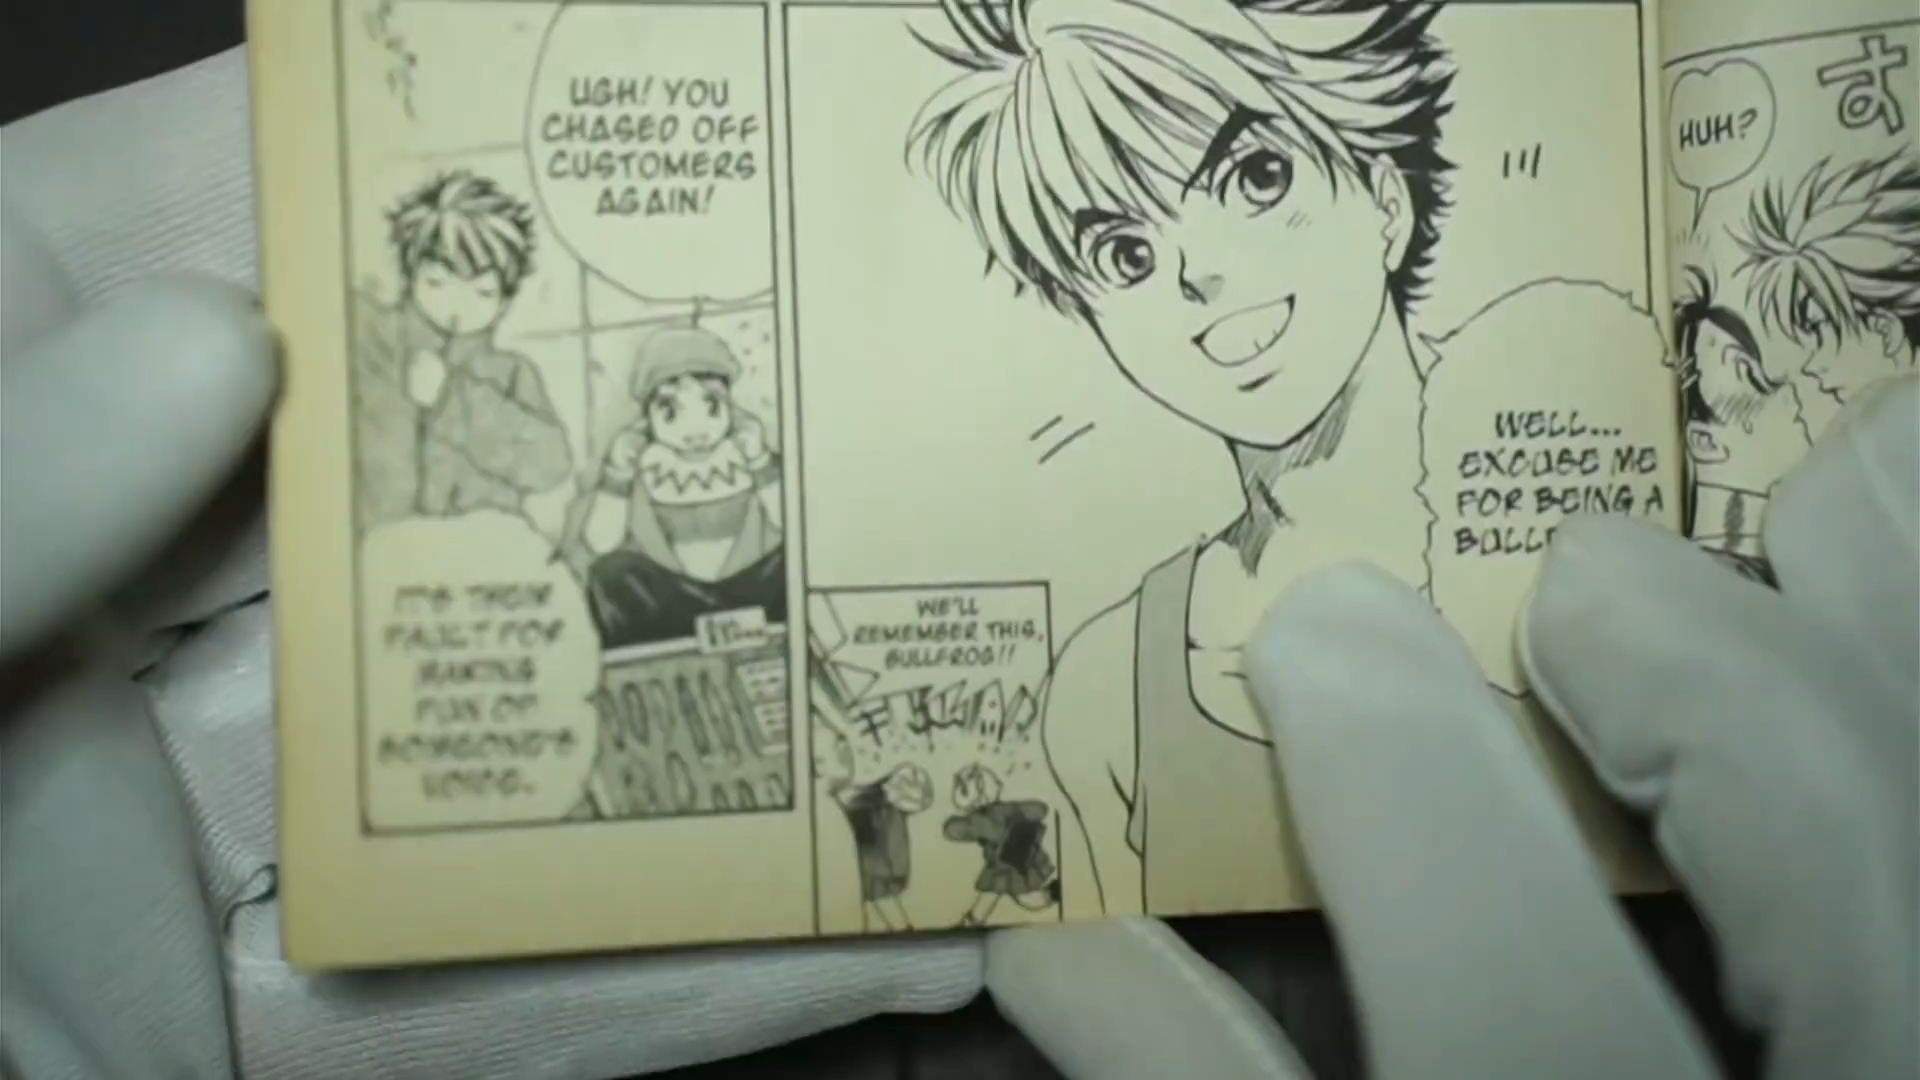 UGH! YOU
CHASED OFF
CUSTOMERS
AGAIN!
IT'S THEIR
FAULT FOR
MAKING
FUN OF
SOMEONE'S
VOICE.
WE'LL
REMEMBER THIS,
BULLFROG!!
WELL...
EXCUSE ME
FOR BEING A
HUH?
す